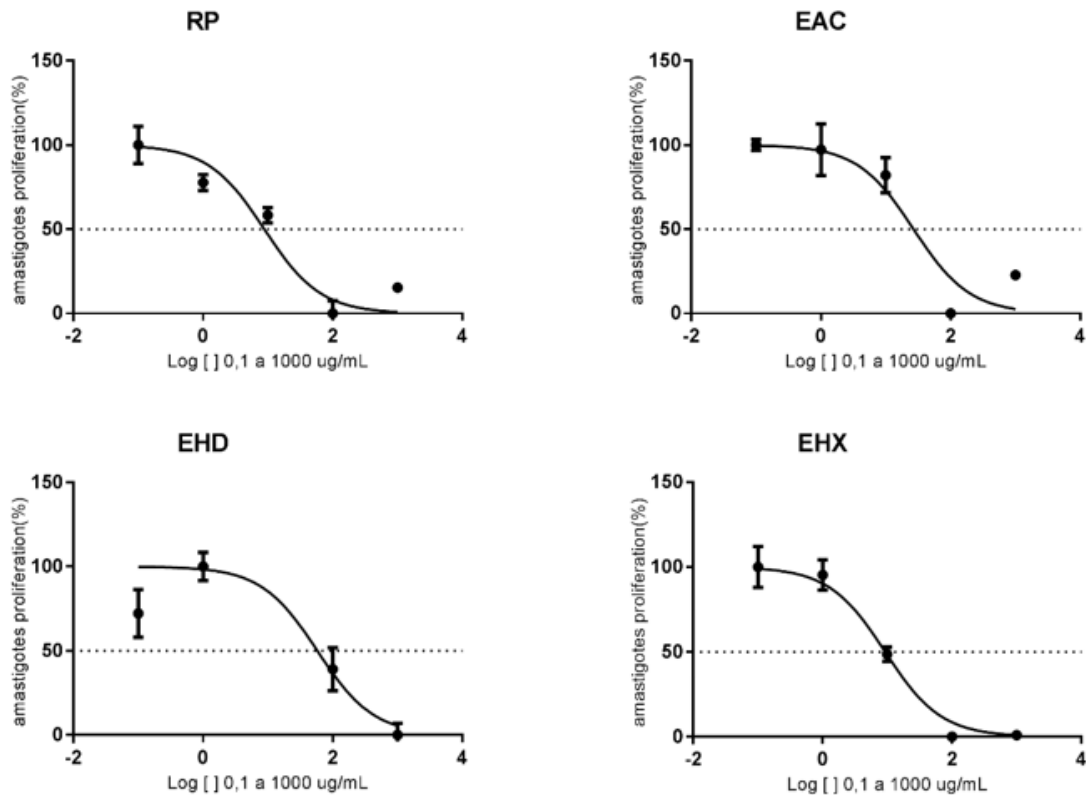 RP
amastigotes proliferation(%)
150
100
50
0
-2 0 2 4
Log [ ] 0,1 a 1000 ug/mL
EAC
amastigotes proliferation(%)
150
100
50
0
-2 0 2 4
Log [ ] 0,1 a 1000 ug/mL
EHD
amastigotes proliferation(%)
150
100
50
0
-2 0 2 4
Log [ ] 0,1 a 1000 ug/mL
EHX
amastigotes proliferation(%)
150
100
50
0
-2 0 2 4
Log [ ] 0,1 a 1000 ug/mL